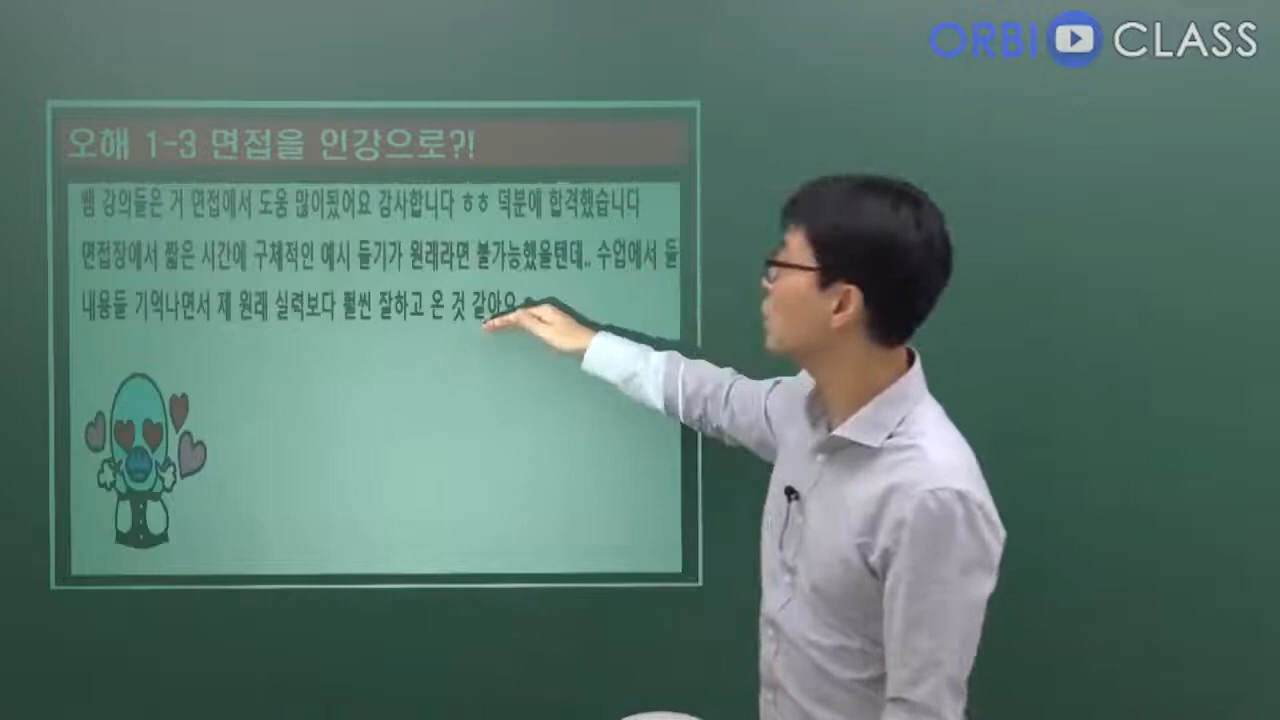 ORBI CLASS
오해 1-3 면접을 인강으로?!
쌤 강의들은 거 면접에서 도움 많이됐어요 감사합니다 ㅎㅎ 덕분에 합격했습니다
면접장에서 짧은 시간에 구체적인 예시 들기가 원래라면 불가능했을텐데.. 수업에서 들
내용들 기억나면서 제 원래 실력보다 훨씬 잘하고 온 것 같아요